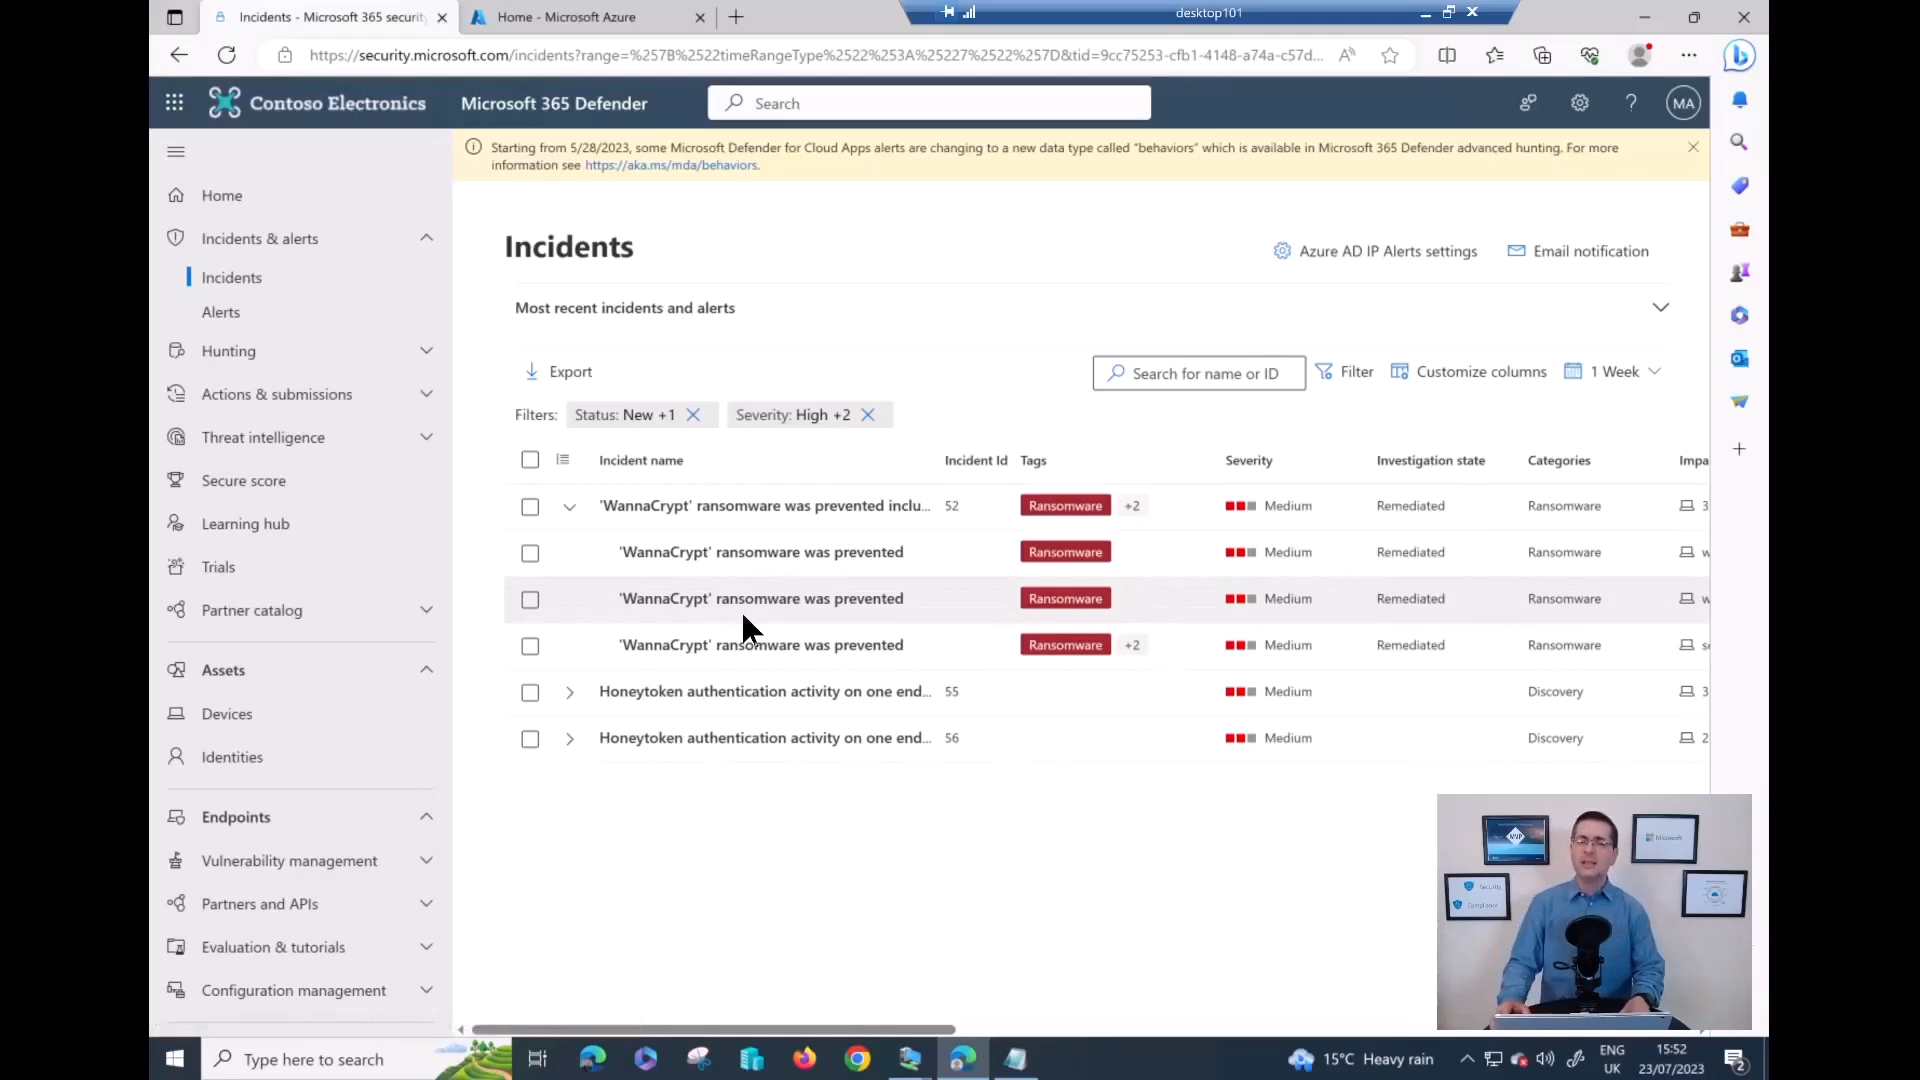 Incidents - Microsoft 365 securit
Home - Microsoft Azure
desktop101
https://security.microsoft.com/incidents?range=%257B%2522timeRangeType%2522%253A%25227%2522%257D&tid=9cc75253-cfb1-4148-a74a-c57d...
Contoso Electronics
Microsoft 365 Defender
Search
MA
Starting from 5/28/2023, some Microsoft Defender for Cloud Apps alerts are changing to a new data type called "behaviors" which is available in Microsoft 365 Defender advanced hunting. For more
information see https://aka.ms/mda/behaviors.
Home
Incidents & alerts
Incidents
Alerts
Hunting
Actions & submissions
Threat intelligence
Secure score
Learning hub
Trials
Partner catalog
Assets
Devices
Identities
Endpoints
Vulnerability management
Partners and APIs
Evaluation & tutorials
Configuration management
Incidents
Azure AD IP Alerts settings
Email notification
Most recent incidents and alerts
Export
Search for name or ID
Filter
Customize columns
1 Week
Filters: Status: New +1 Severity: High +2
Incident name Incident Id Tags Severity Investigation state Categories Impa
'WannaCrypt' ransomware was prevented inclu... 52 Ransomware +2 Medium Remediated Ransomware 3
'WannaCrypt' ransomware was prevented Ransomware Medium Remediated Ransomware w
'WannaCrypt' ransomware was prevented Ransomware Medium Remediated Ransomware w
'WannaCrypt' ransomware was prevented Ransomware +2 Medium Remediated Ransomware s
Honeytoken authentication activity on one end... 55 Medium Discovery 3
Honeytoken authentication activity on one end... 56 Medium Discovery 2
MVP
Microsoft
Security
Compliance
Type here to search
15°C Heavy rain
ENG
UK
15:52
23/07/2023
2